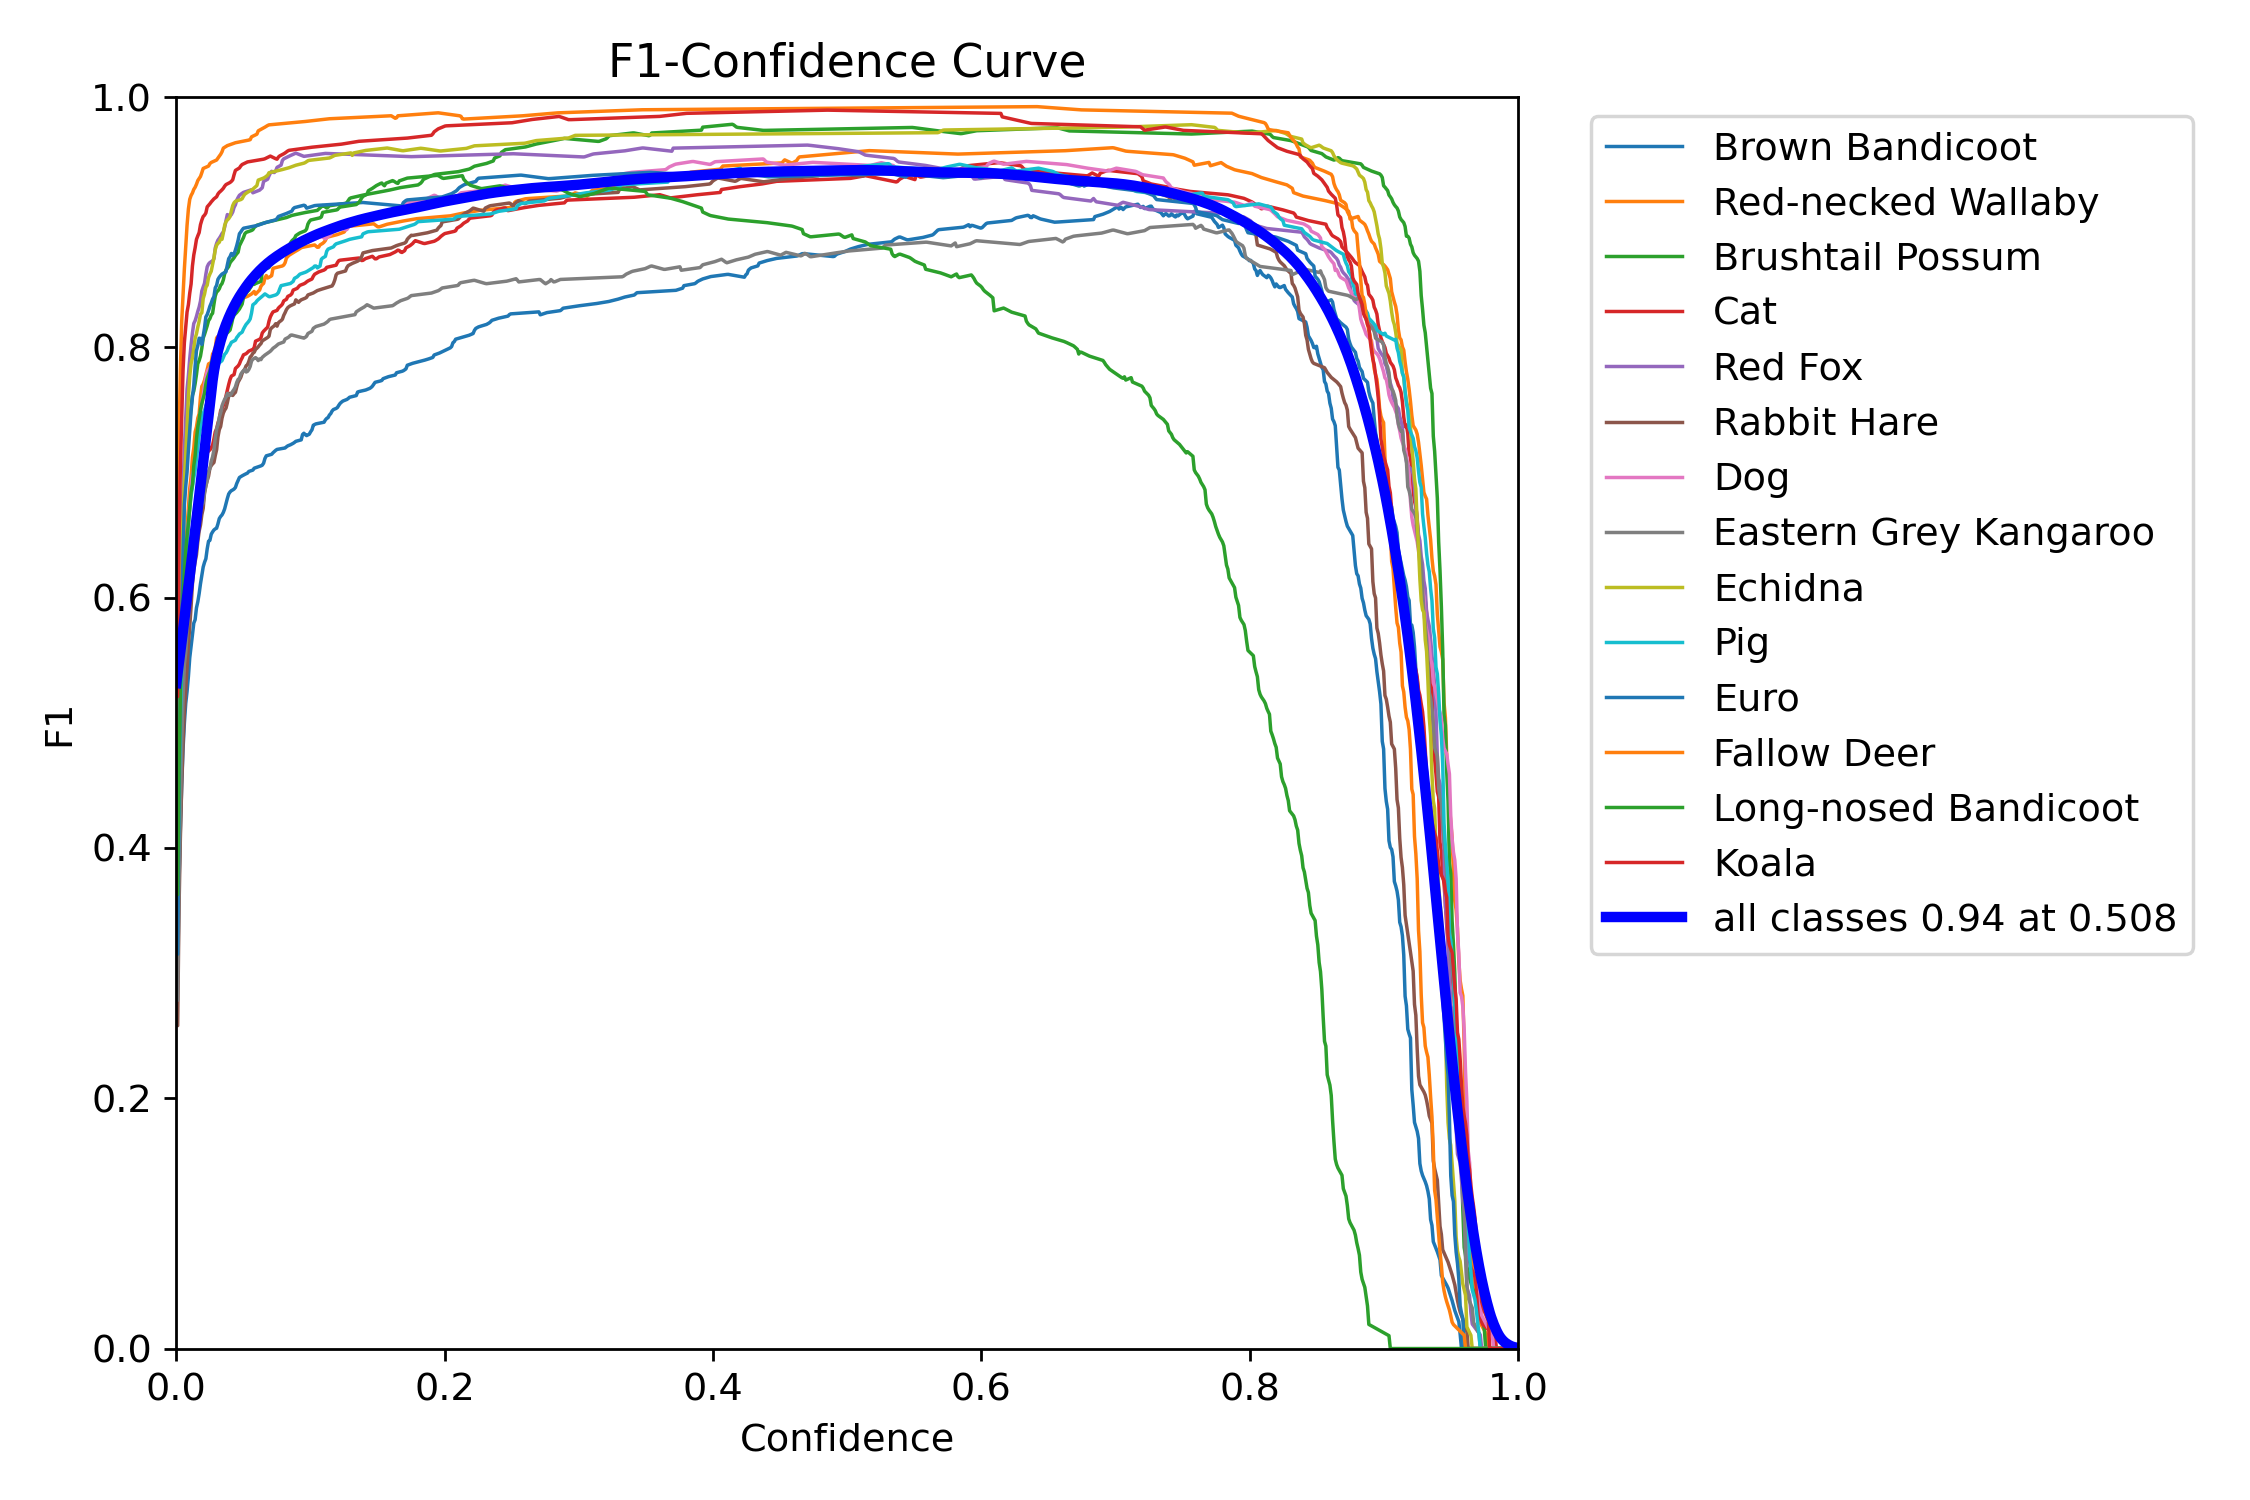 F1-Confidence Curve
1.0
0.8
0.6
0.4
0.2
0.0
F1
0.0 0.2 0.4 0.6 0.8 1.0
Confidence
Brown Bandicoot
Red-necked Wallaby
Brushtail Possum
Cat
Red Fox
Rabbit Hare
Dog
Eastern Grey Kangaroo
Echidna
Pig
Euro
Fallow Deer
Long-nosed Bandicoot
Koala
all classes 0.94 at 0.508